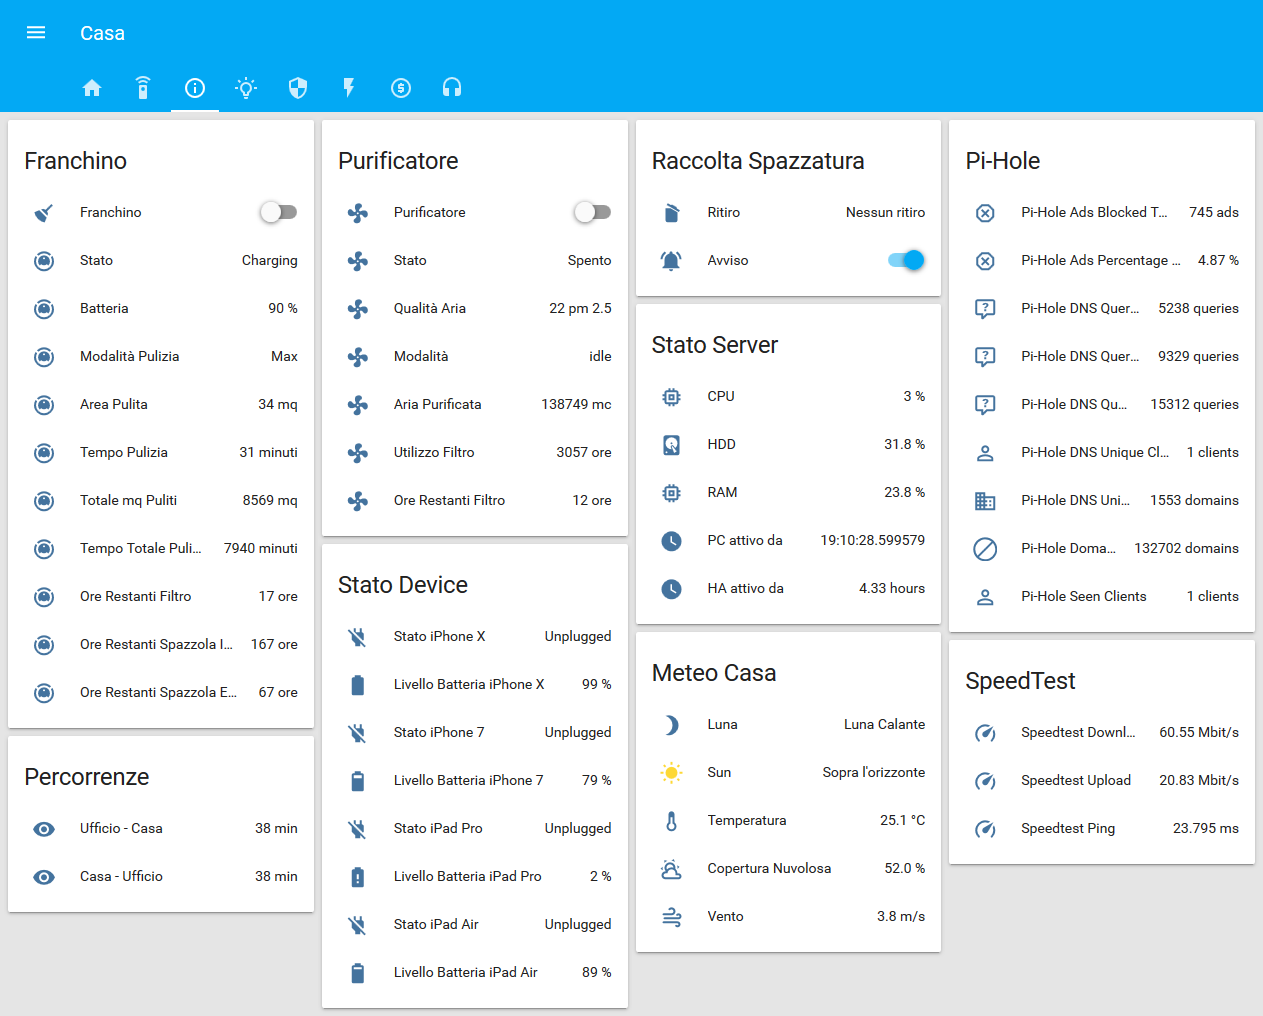 Casa
Franchino
Franchino
Stato Charging
Batteria 90 %
Modalità Pulizia Max
Area Pulita 34 mq
Tempo Pulizia 31 minuti
Totale mq Puliti 8569 mq
Tempo Totale Puli... 7940 minuti
Ore Restanti Filtro 17 ore
Ore Restanti Spazzola I... 167 ore
Ore Restanti Spazzola E... 67 ore
Percorrenze
Ufficio - Casa 38 min
Casa - Ufficio 38 min
Purificatore
Purificatore
Stato Spento
Qualità Aria 22 pm 2.5
Modalità idle
Aria Purificata 138749 mc
Utilizzo Filtro 3057 ore
Ore Restanti Filtro 12 ore
Stato Device
Stato iPhone X Unplugged
Livello Batteria iPhone X 99 %
Stato iPhone 7 Unplugged
Livello Batteria iPhone 7 79 %
Stato iPad Pro Unplugged
Livello Batteria iPad Pro 2 %
Stato iPad Air Unplugged
Livello Batteria iPad Air 89 %
Raccolta Spazzatura
Ritiro Nessun ritiro
Avviso
Stato Server
CPU 3 %
HDD 31.8 %
RAM 23.8 %
PC attivo da 19:10:28.599579
HA attivo da 4.33 hours
Meteo Casa
Luna Luna Calante
Sun Sopra l'orizzonte
Temperatura 25.1 °C
Copertura Nuvolosa 52.0 %
Vento 3.8 m/s
Pi-Hole
Pi-Hole Ads Blocked T... 745 ads
Pi-Hole Ads Percentage ... 4.87 %
Pi-Hole DNS Quer... 5238 queries
Pi-Hole DNS Quer... 9329 queries
Pi-Hole DNS Qu... 15312 queries
Pi-Hole DNS Unique Cl... 1 clients
Pi-Hole DNS Uni... 1553 domains
Pi-Hole Doma... 132702 domains
Pi-Hole Seen Clients 1 clients
SpeedTest
Speedtest Downl... 60.55 Mbit/s
Speedtest Upload 20.83 Mbit/s
Speedtest Ping 23.795 ms